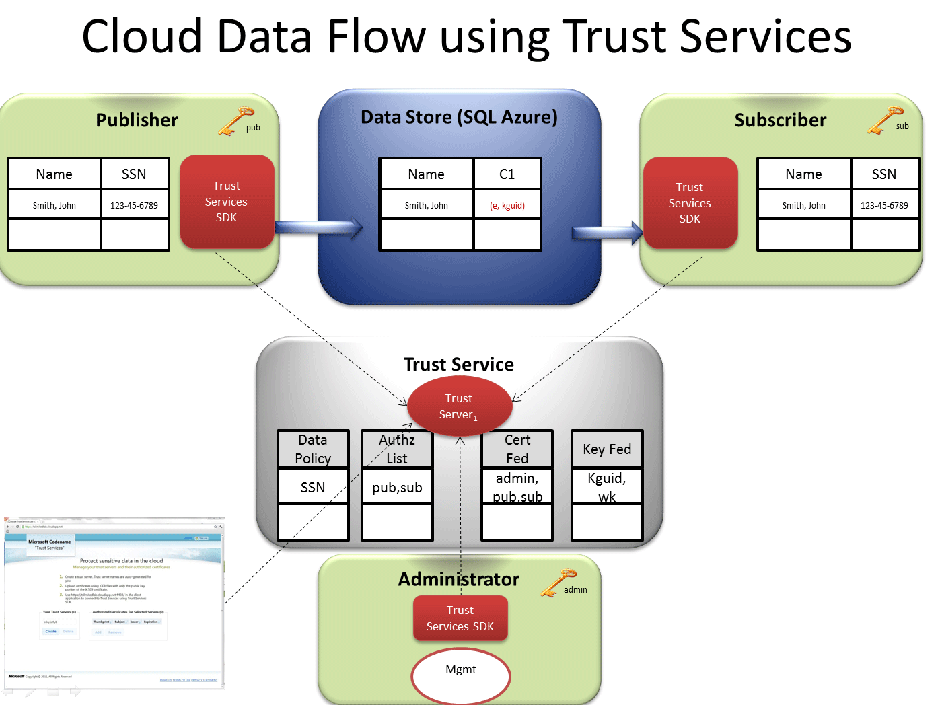 Cloud Data Flow using Trust Services
Publisher
pub
Name SSN
Smith, John 123-45-6789
Trust
Services
SDK
Data Store (SQL Azure)
Name C1
Smith, John (e, kguid)
Subscriber
sub
Trust
Services
SDK
Name SSN
Smith, John 123-45-6789
Trust Service
Trust
Server1
Data
Policy
SSN
Authz
List
pub,sub
Cert
Fed
admin,
pub,sub
Key Fed
Kguid,
wk
Microsoft Codename
"Trust Services"
Protect sensitive data in the cloud
Administrator
admin
Trust
Services SDK
Mgmt
Microsoft